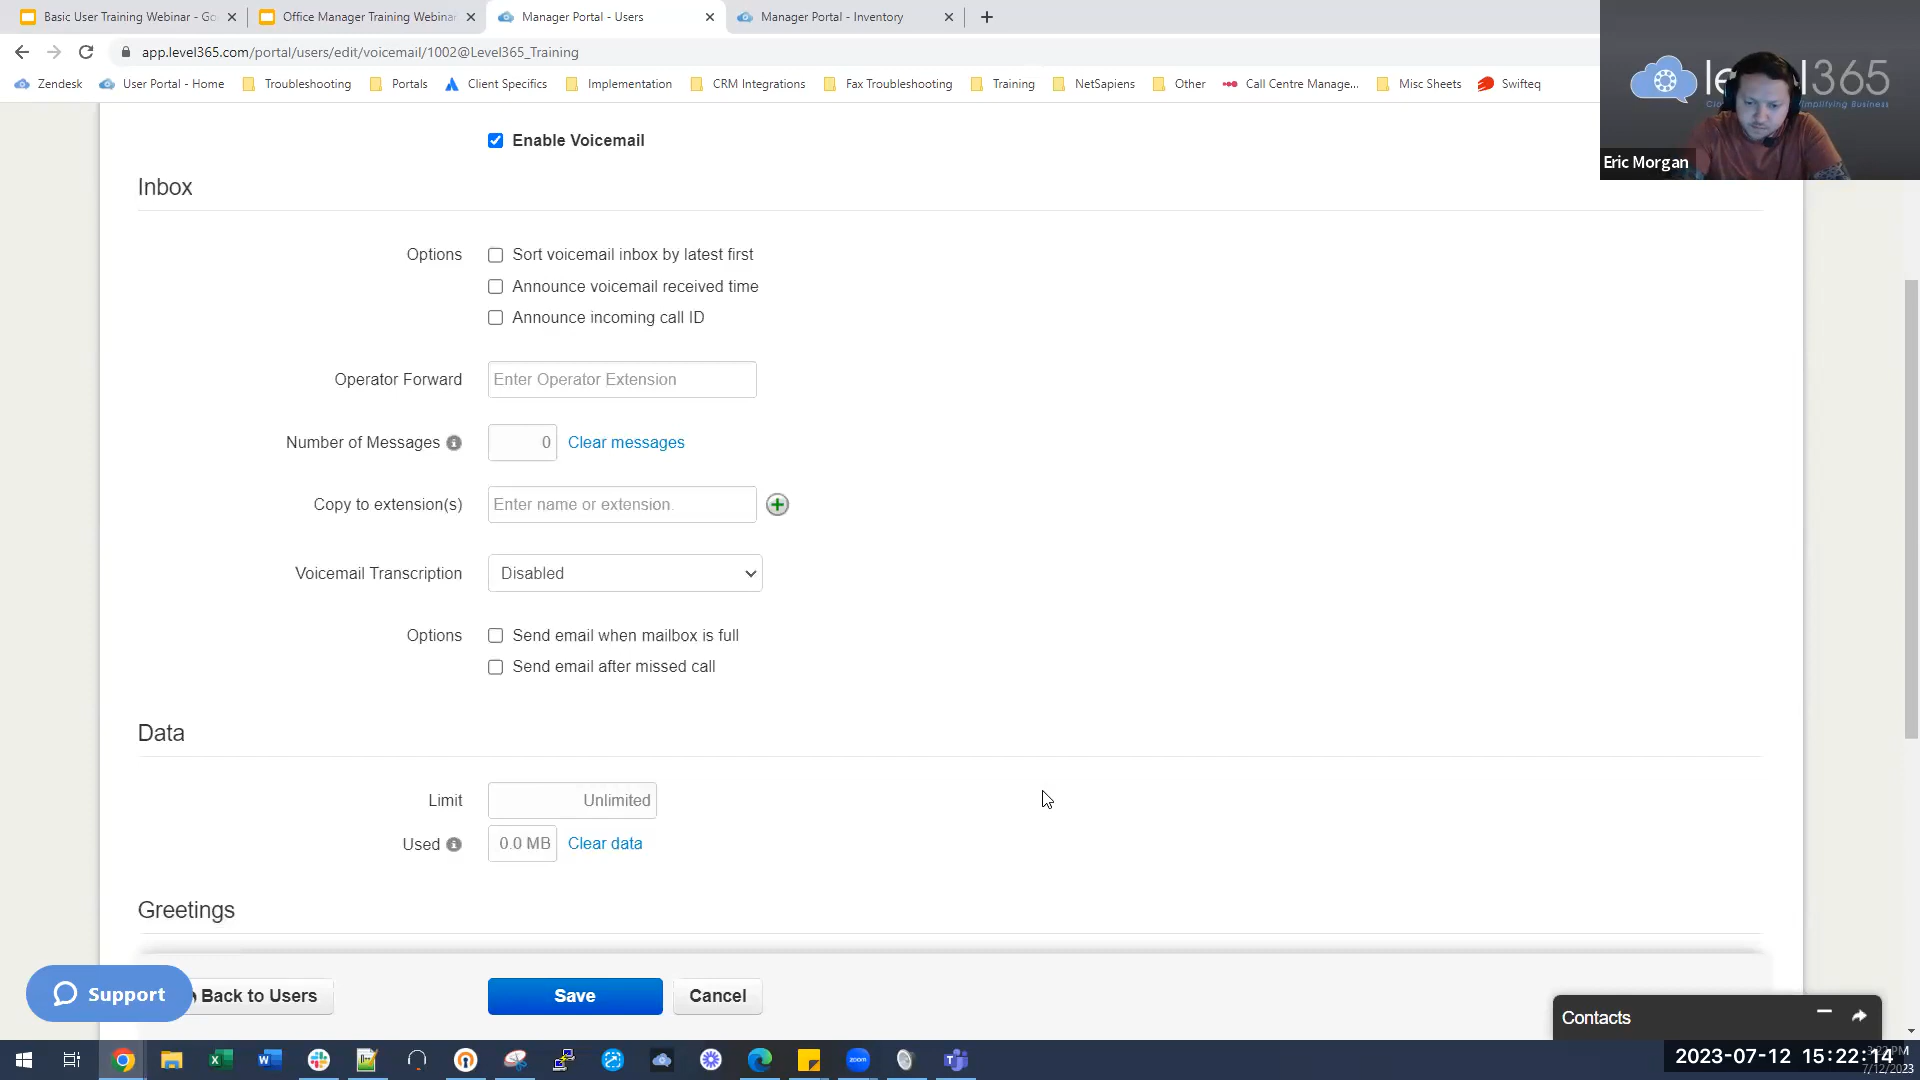 Basic User Training Webinar - Go
Office Manager Training Webinar
Manager Portal - Users
Manager Portal - Inventory
app.level365.com/portal/users/edit/voicemail/1002@Level365_Training
Zendesk
User Portal - Home
Troubleshooting
Portals
Client Specifics
Implementation
CRM Integrations
Fax Troubleshooting
Training
NetSapiens
Other
Call Centre Manage...
Misc Sheets
Swifteq
Eric Morgan
Enable Voicemail
Inbox
Options
Sort voicemail inbox by latest first
Announce voicemail received time
Announce incoming call ID
Operator Forward
Enter Operator Extension
Number of Messages
0
Clear messages
Copy to extension(s)
Enter name or extension.
Voicemail Transcription
Disabled
Options
Send email when mailbox is full
Send email after missed call
Data
Limit
Unlimited
Used
0.0 MB
Clear data
Greetings
Support
Back to Users
Save
Cancel
Contacts
2023-07-12 15:22:14
7/12/2023